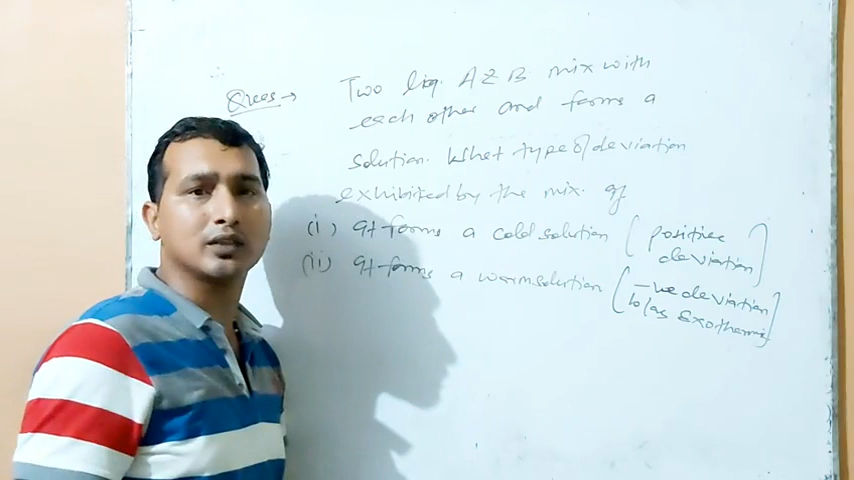 Ques → Two liq. A & B mix with
each other and forms a
solution. What type of deviation
exhibited by the mix. if
(i) It forms a cold solution (positive
deviation)
(ii) It forms a warm solution (-ve deviation
b/as exothermic)